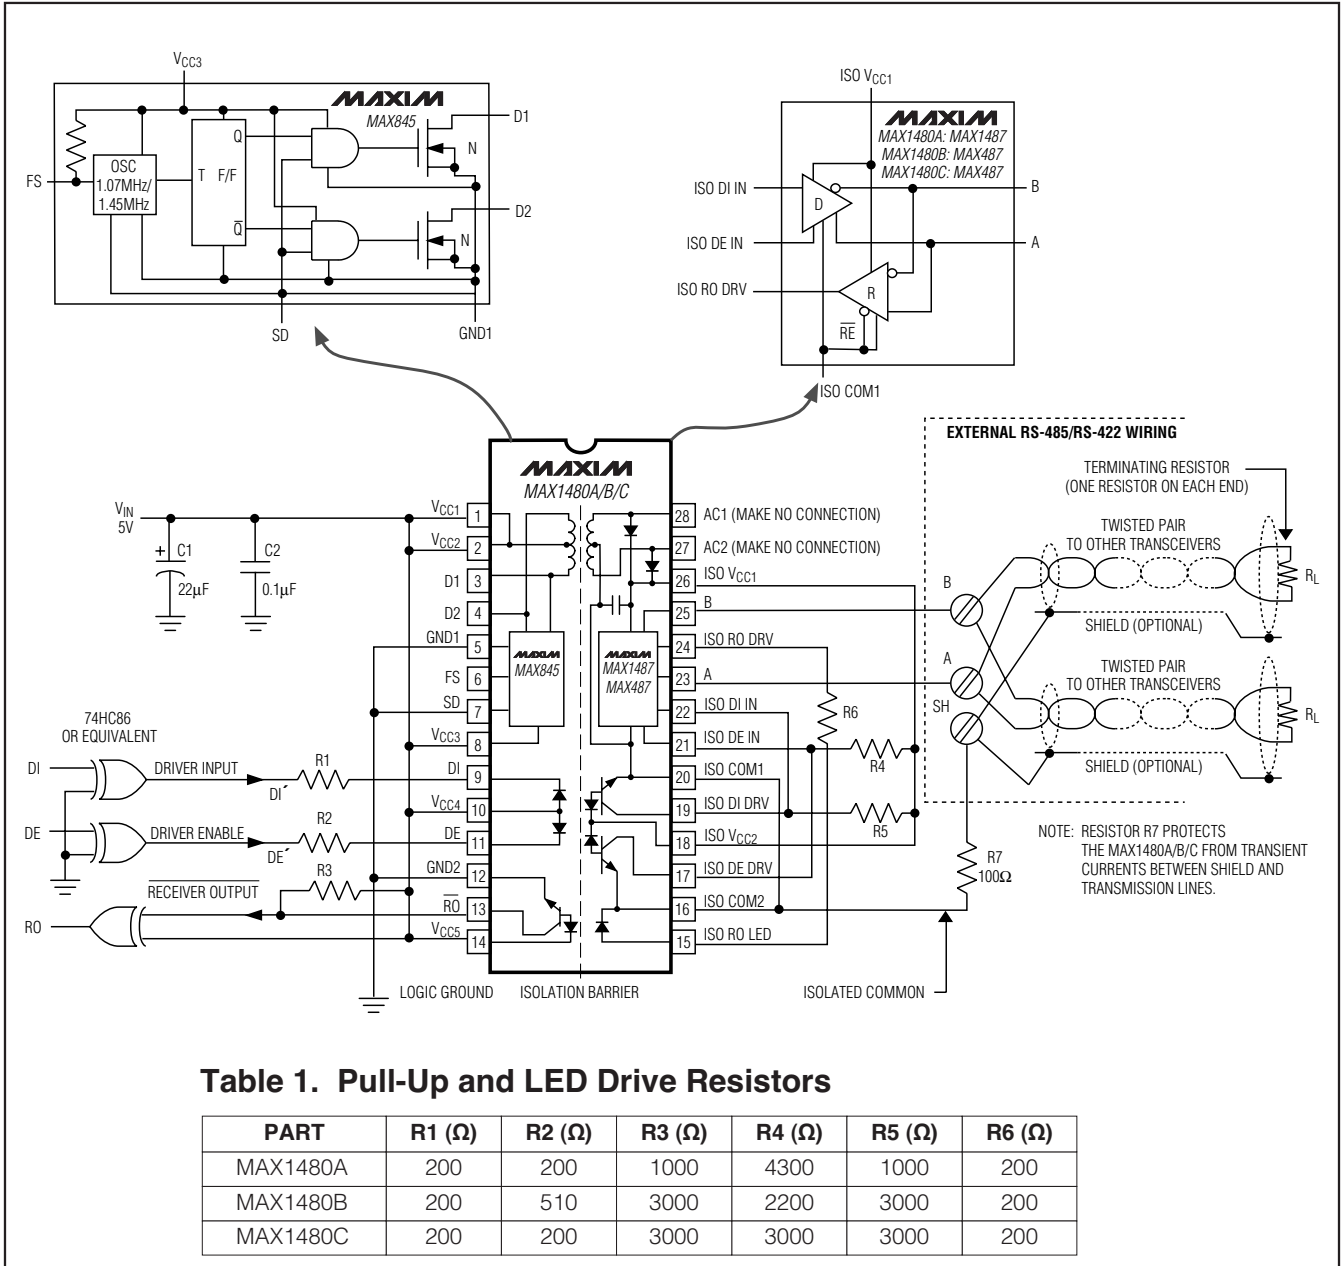 VCC3
MAXIM
MAX845
D1
Q
N
OSC
1.07MHz/
1.45MHz
T F/F
FS
Q̅
D2
N
SD
GND1
ISO VCC1
MAXIM
MAX1480A: MAX1487
MAX1480B: MAX487
MAX1480C: MAX487
ISO DI IN
B
D
ISO DE IN
A
ISO RO DRV
R
R̅E̅
ISO COM1
EXTERNAL RS-485/RS-422 WIRING
TERMINATING RESISTOR
(ONE RESISTOR ON EACH END)
TWISTED PAIR
TO OTHER TRANSCEIVERS
B
RL
SHIELD (OPTIONAL)
A
TWISTED PAIR
TO OTHER TRANSCEIVERS
SH
RL
SHIELD (OPTIONAL)
MAXIM
MAX1480A/B/C
VIN
5V
+ C1
22µF
C2
0.1µF
VCC1 1
VCC2 2
D1 3
D2 4
GND1 5
FS 6
SD 7
VCC3 8
DI 9
VCC4 10
DE 11
GND2 12
R̅O̅ 13
VCC5 14
MAXIM
MAX845
MAXIM
MAX1487
MAX487
28 AC1 (MAKE NO CONNECTION)
27 AC2 (MAKE NO CONNECTION)
26 ISO VCC1
25 B
24 ISO RO DRV
23 A
22 ISO DI IN
21 ISO DE IN
20 ISO COM1
19 ISO DI DRV
18 ISO VCC2
17 ISO DE DRV
16 ISO COM2
15 ISO RO LED
R6
R4
R5
R7
100Ω
74HC86
OR EQUIVALENT
DI
DRIVER INPUT
DI´
R1
DE
DRIVER ENABLE
DE´
R2
R3
R̅E̅C̅E̅I̅V̅E̅R̅ O̅U̅T̅P̅U̅T̅
RO
NOTE: RESISTOR R7 PROTECTS
THE MAX1480A/B/C FROM TRANSIENT
CURRENTS BETWEEN SHIELD AND
TRANSMISSION LINES.
LOGIC GROUND
ISOLATION BARRIER
ISOLATED COMMON
Table 1. Pull-Up and LED Drive Resistors
PART R1 (Ω) R2 (Ω) R3 (Ω) R4 (Ω) R5 (Ω) R6 (Ω)
MAX1480A 200 200 1000 4300 1000 200
MAX1480B 200 510 3000 2200 3000 200
MAX1480C 200 200 3000 3000 3000 200